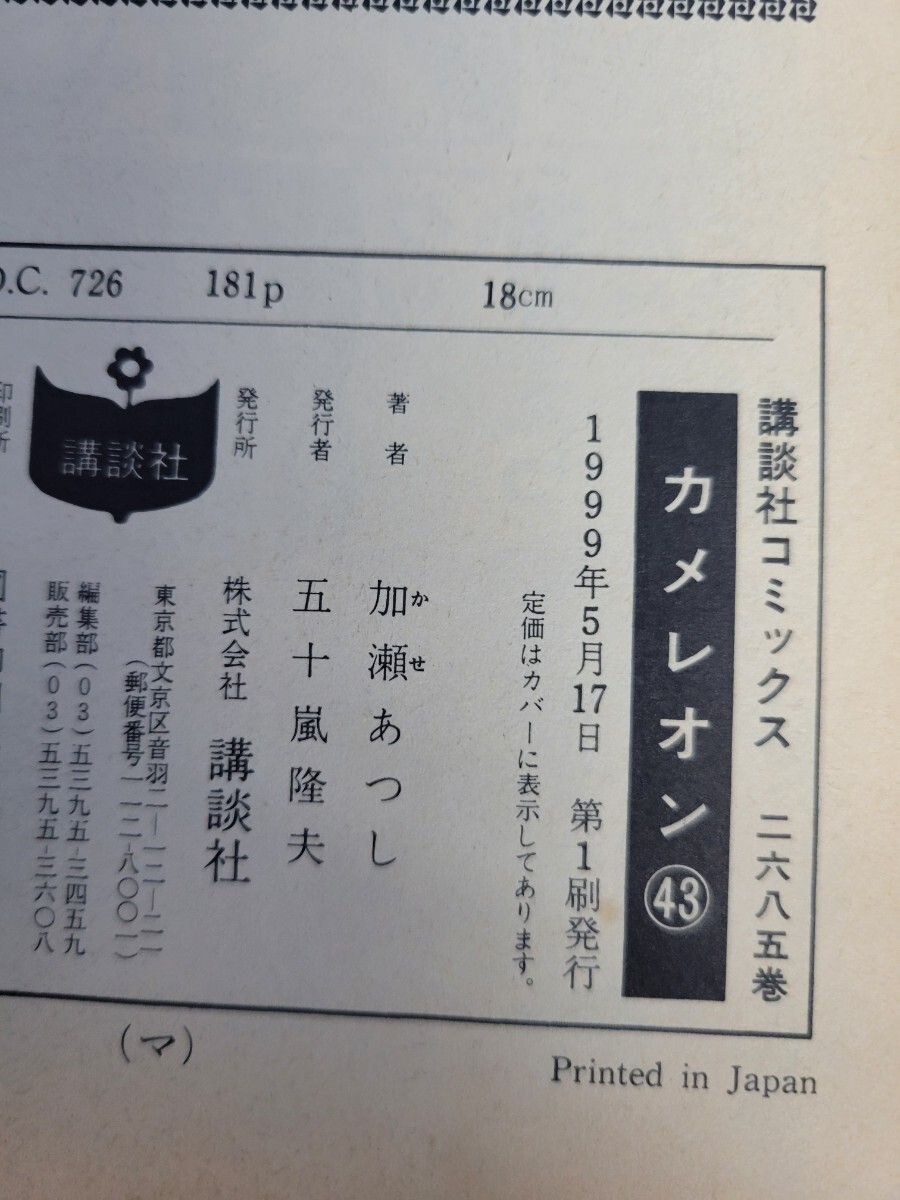 D.C. 726 181p 18cm
講談社コミックス 二六八五巻
カメレオン 43
1999年5月17日 第1刷発行
定価はカバーに表示してあります。
著者 加瀬あつし
かせ
発行者 五十嵐隆夫
発行所 株式会社 講談社
東京都文京区音羽二―一二―二一
(郵便番号一一二-八〇〇一)
編集部(03)五三九五-三四五九
販売部(03)五三九五-三六〇八
講談社
印刷所
(マ)
Printed in Japan